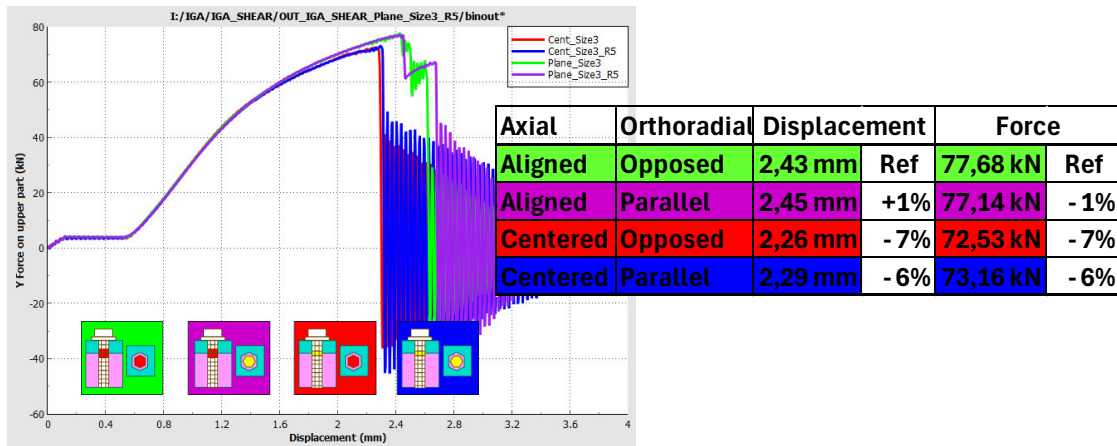 I:/IGA/IGA_SHEAR/OUT_IGA_SHEAR_Plane_Size3_R5/binout*
80
60
40
20
0
-20
-40
-60
Y Force on upper part (kN)
Cent_Size3
Cent_Size3_R5
Plane_Size3
Plane_Size3_R5
Axial Orthoradial Displacement Force
Aligned Opposed 2,43 mm Ref 77,68 kN Ref
Aligned Parallel 2,45 mm +1% 77,14 kN -1%
Centered Opposed 2,26 mm -7% 72,53 kN -7%
Centered Parallel 2,29 mm -6% 73,16 kN -6%
0 0.4 0.8 1.2 1.6 2 2.4 2.8 3.2 3.6 4
Displacement (mm)